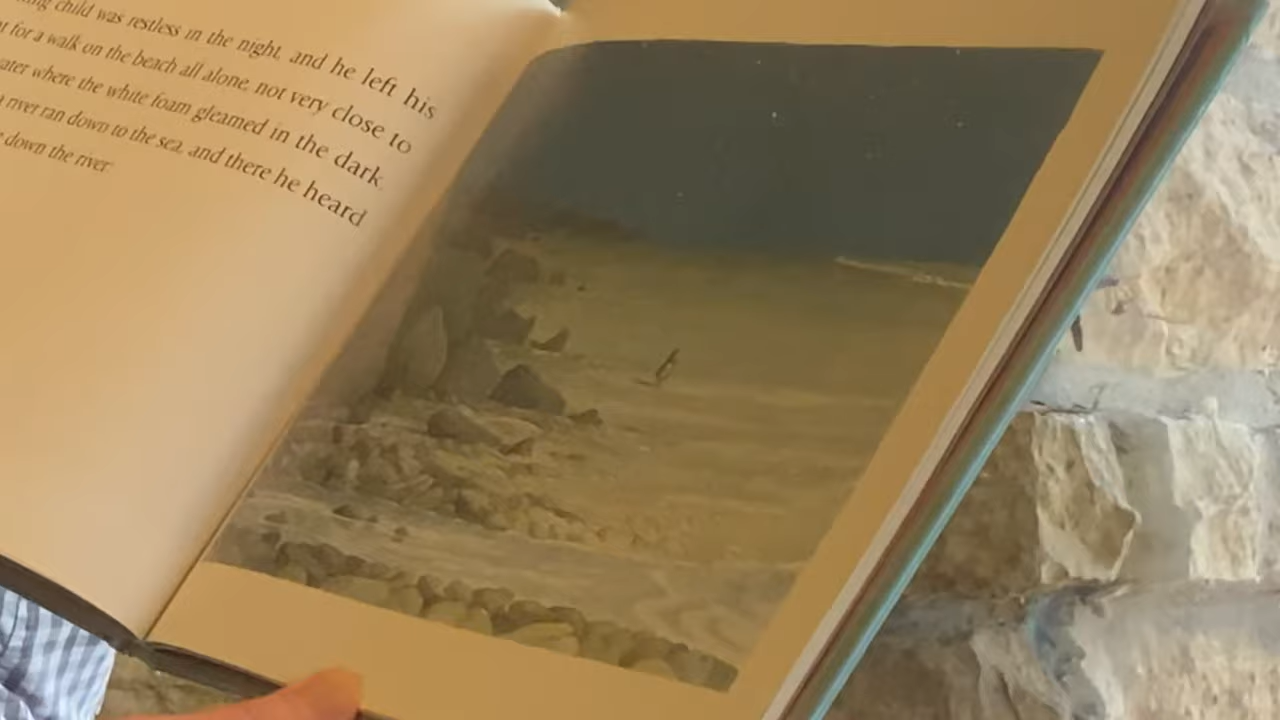 child was restless in the night, and he left his
for a walk on the beach all alone, not very close to
where the white foam gleamed in the dark.
river ran down to the sea, and there he heard
down the river.